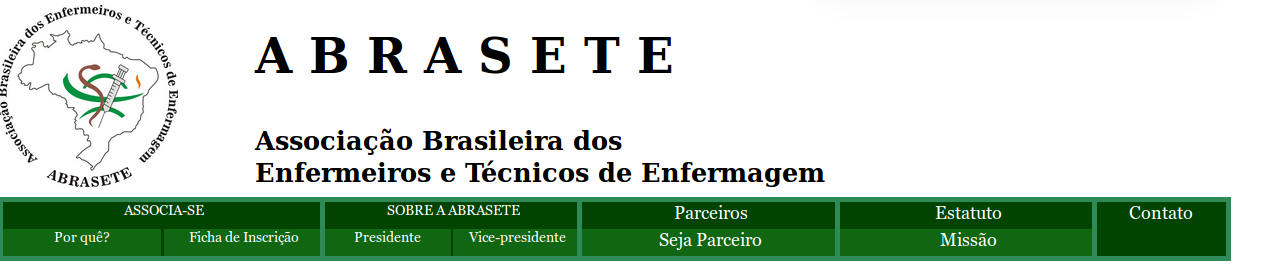 Associação Brasileira dos Enfermeiros e Técnicos de Enfermagem
ABRASETE
A B R A S E T E
Associação Brasileira dos
Enfermeiros e Técnicos de Enfermagem
ASSOCIA-SE
Por quê? Ficha de Inscrição
SOBRE A ABRASETE
Presidente Vice-presidente
Parceiros
Seja Parceiro
Estatuto
Missão
Contato